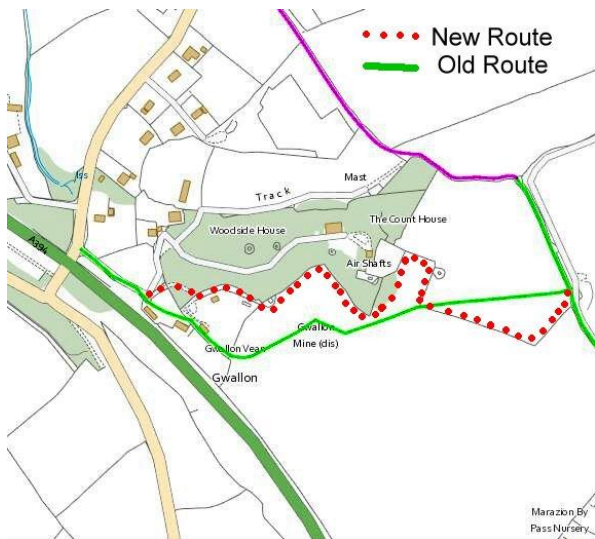 New Route
Old Route
Iss
A394
Track
Mast
Woodside House
The Count House
Air Shafts
Gwallon
Mine (dis)
Gwallon Vean
Gwallon
Marazion By
Pass Nursery